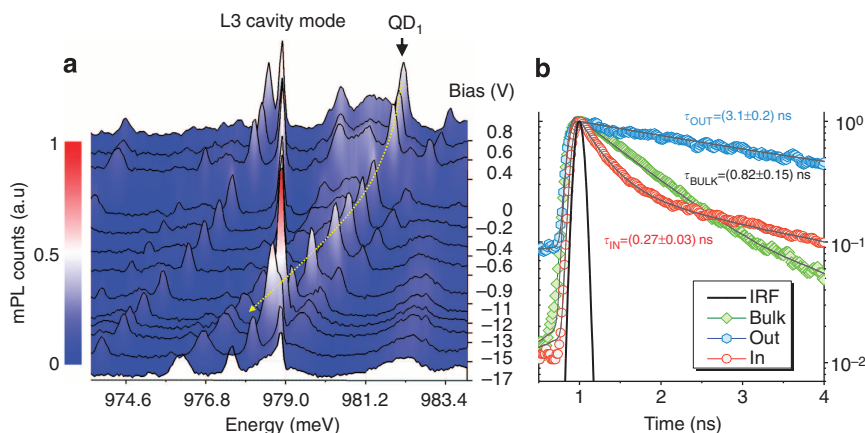 L3 cavity mode
QD1
a
Bias (V)
0.8
0.6
0.4
0
–0.2
–0.4
–0.6
–0.9
–11
–12
–13
–15
–17
1
0.5
0
mPL counts (a.u)
974.6 976.8 979.0 981.2 983.4
Energy (meV)
b
τOUT=(3.1±0.2) ns
τBULK=(0.82±0.15) ns
τIN=(0.27±0.03) ns
IRF
Bulk
Out
In
10⁰
10⁻¹
10⁻²
1 2 3 4
Time (ns)